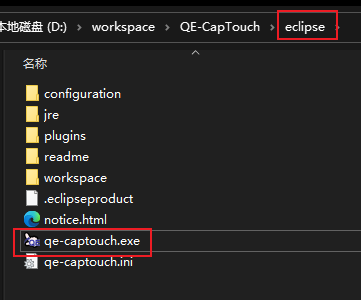 本地磁盘 (D:) › workspace › QE-CapTouch › eclipse ›
名称
configuration
jre
plugins
readme
workspace
.eclipseproduct
notice.html
qe-captouch.exe
qe-captouch.ini